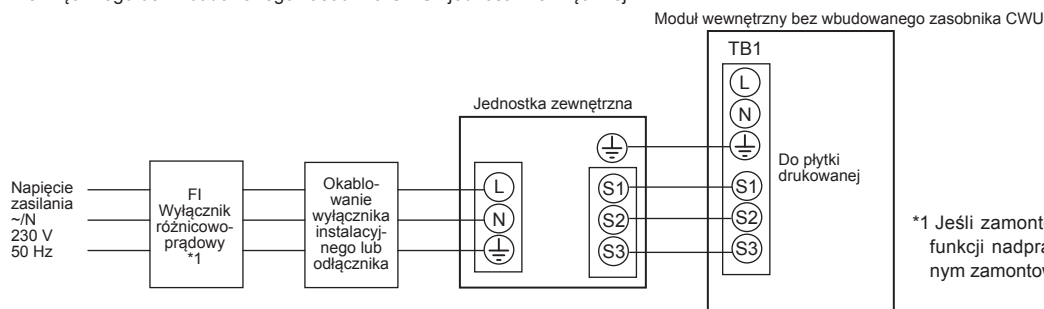 Moduł wewnętrzny bez wbudowanego zasobnika CWU
TB1
L
N
Do płytki
drukowanej
S1
S2
S3
Jednostka zewnętrzna
L
N
S1
S2
S3
Napięcie
zasilania
~/N
230 V
50 Hz
FI
Wyłącznik
różnicowo-
prądowy
*1
Okablo-
wanie
wyłącznika
instalacyj-
nego lub
odłącznika
*1 Jeśli zamont
funkcji nadpra
nym zamontow